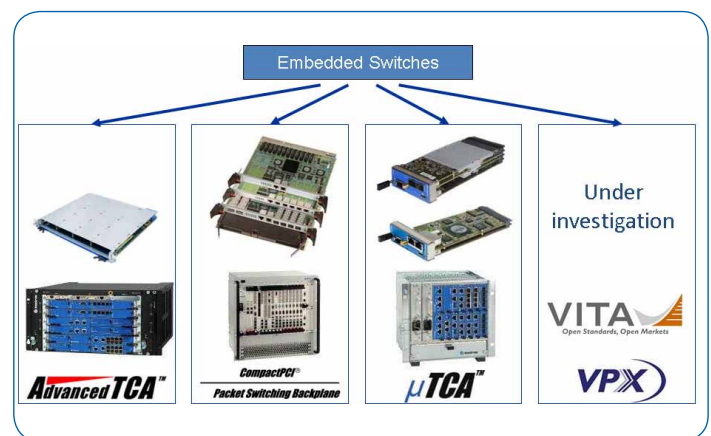 Embedded Switches
Under
investigation
VITA
Open Standards, Open Markets
VPX
AdvancedTCA™
CompactPCI®
Packet Switching Backplane
µTCA™